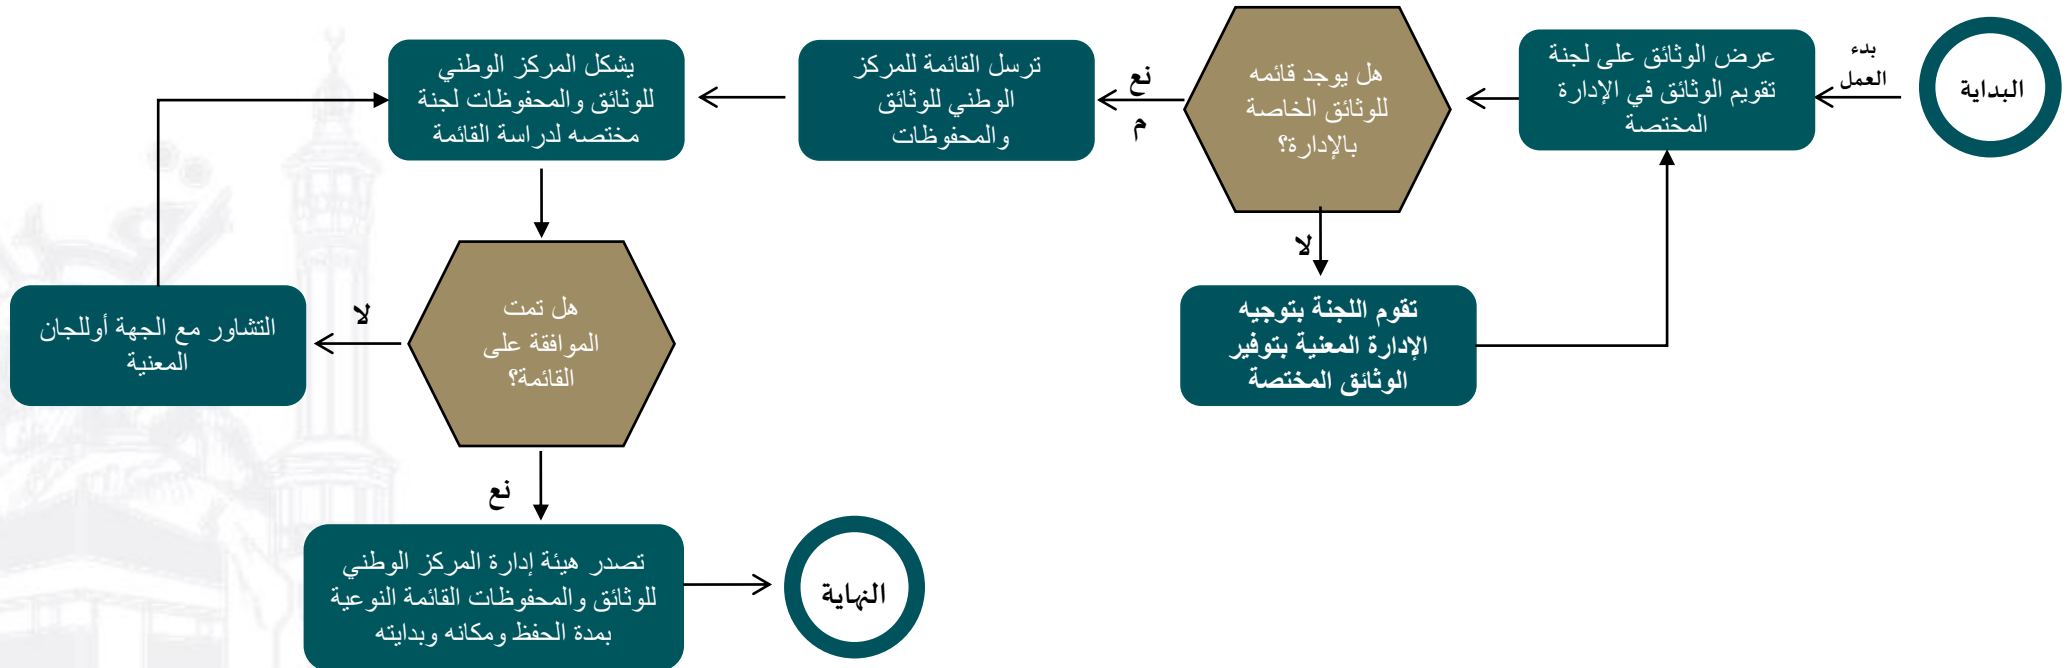 البداية
بدء
العمل
عرض الوثائق على لجنة
تقويم الوثائق في الإدارة
المختصة
هل يوجد قائمه
للوثائق الخاصة
بالإدارة؟
نع
م
ترسل القائمة للمركز
الوطني للوثائق
والمحفوظات
يشكل المركز الوطني
للوثائق والمحفوظات لجنة
مختصه لدراسة القائمة
لا
تقوم اللجنة بتوجيه
الإدارة المعنية بتوفير
الوثائق المختصة
هل تمت
الموافقة على
القائمة؟
لا
التشاور مع الجهة أوللجان
المعنية
نع
تصدر هيئة إدارة المركز الوطني
للوثائق والمحفوظات القائمة النوعية
بمدة الحفظ ومكانه وبدايته
النهاية